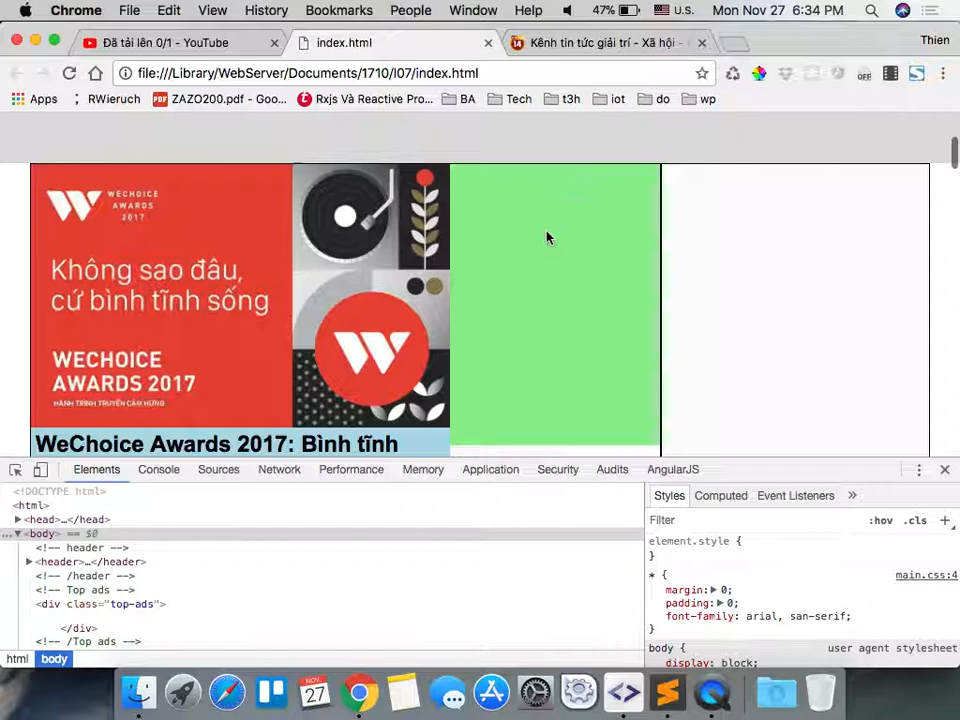 Chrome File Edit View History Bookmarks People Window Help 47% U.S. Mon Nov 27 6:34 PM
Đã tải lên 0/1 - YouTube
index.html
Kênh tin tức giải trí - Xã hội -
Thien
file:///Library/WebServer/Documents/1710/l07/index.html
OFF
Apps RWieruch ZAZO200.pdf - Goo... Rxjs Và Reactive Pro... BA Tech t3h iot do wp
WECHOICE
AWARDS
2017
Không sao đâu,
cứ bình tĩnh sống
WECHOICE
AWARDS 2017
HÀNH TRÌNH TRUYỀN CẢM HỨNG
WeChoice Awards 2017: Bình tĩnh
Elements Console Sources Network Performance Memory Application Security Audits AngularJS
<!DOCTYPE html>
<html>
<head>…</head>
... <body> == $0
<!-- header -->
<header>…</header>
<!-- /header -->
<!-- Top ads -->
<div class="top-ads">
</div>
<!-- /Top ads -->
html body
Styles Computed Event Listeners »
Filter :hov .cls +
element.style {
}
* { main.css:4
margin: 0;
padding: 0;
font-family: arial, san-serif;
}
body { user agent stylesheet
display: block;
NOV
27